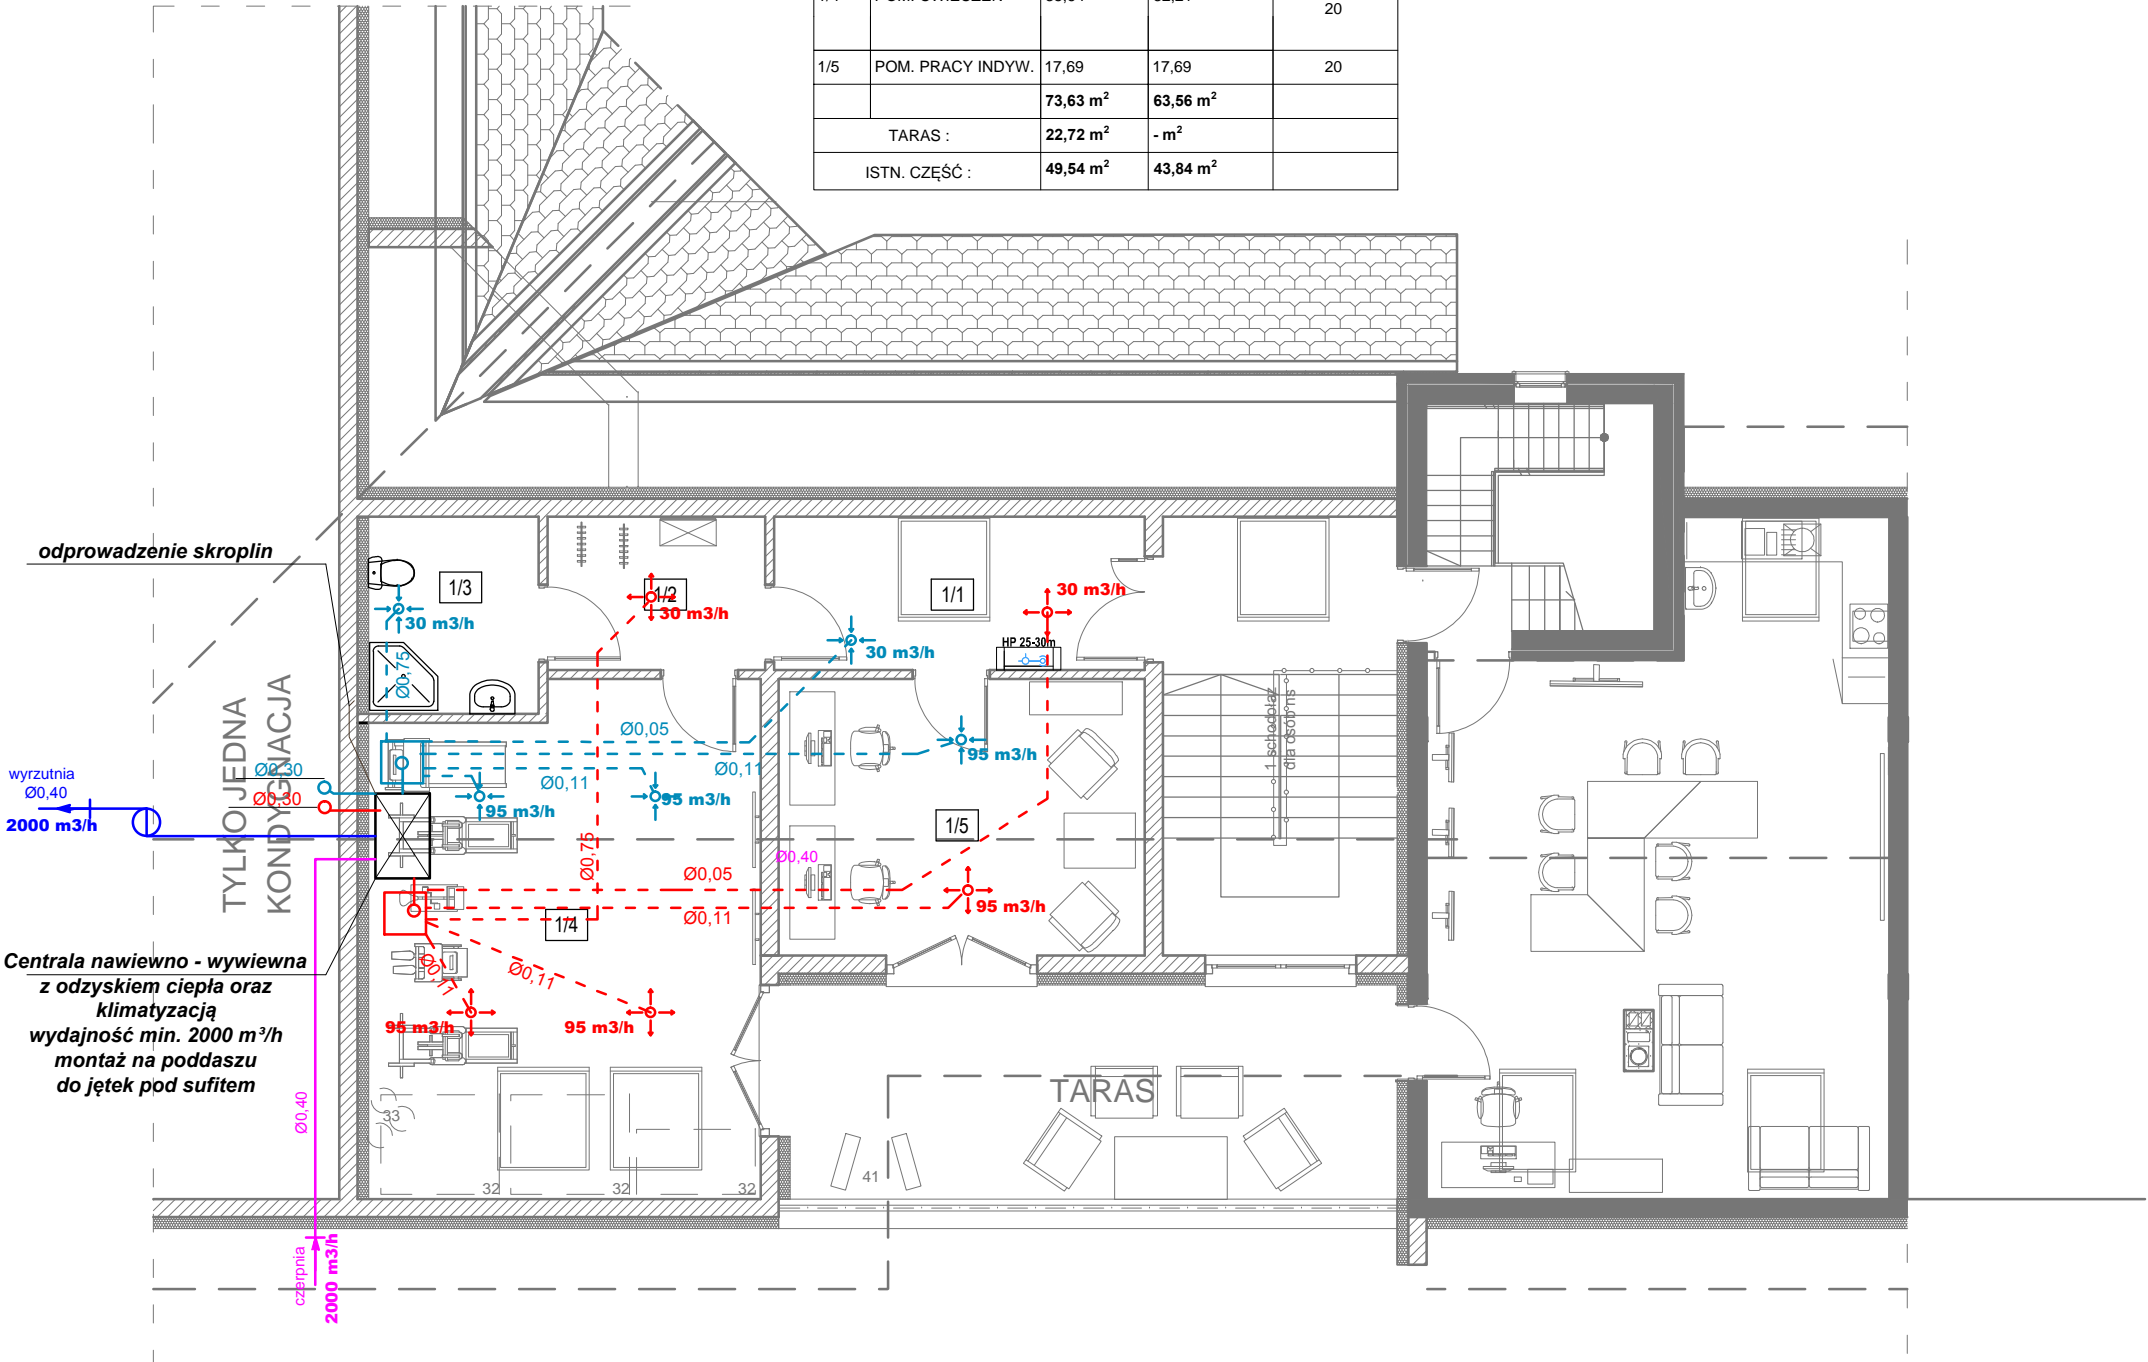 20
1/5 POM. PRACY INDYW. 17,69 17,69 20
73,63 m² 63,56 m²
TARAS : 22,72 m² - m²
ISTN. CZĘŚĆ : 49,54 m² 43,84 m²
odprowadzenie skroplin
1/3
1/2
1/1
30 m3/h
30 m3/h
30 m3/h
30 m3/h
HP 25-30m
Ø0,75
TYLKO JEDNA
KONDYGNACJA
1 schodołaz
dla osób ns
Ø0,05
Ø0,11
Ø0,11
95 m3/h
95 m3/h
95 m3/h
wyrzutnia
Ø0,40
2000 m3/h
Ø0,30
Ø0,30
1/5
Ø0,75
Ø0,40
Ø0,05
Ø0,11
95 m3/h
1/4
Centrala nawiewno - wywiewna
z odzyskiem ciepła oraz
klimatyzacją
wydajność min. 2000 m³/h
montaż na poddaszu
do jętek pod sufitem
Ø0,11
Ø0,11
95 m3/h
95 m3/h
Ø0,40
TARAS
33
32
32
32
41
czerpnia
2000 m3/h